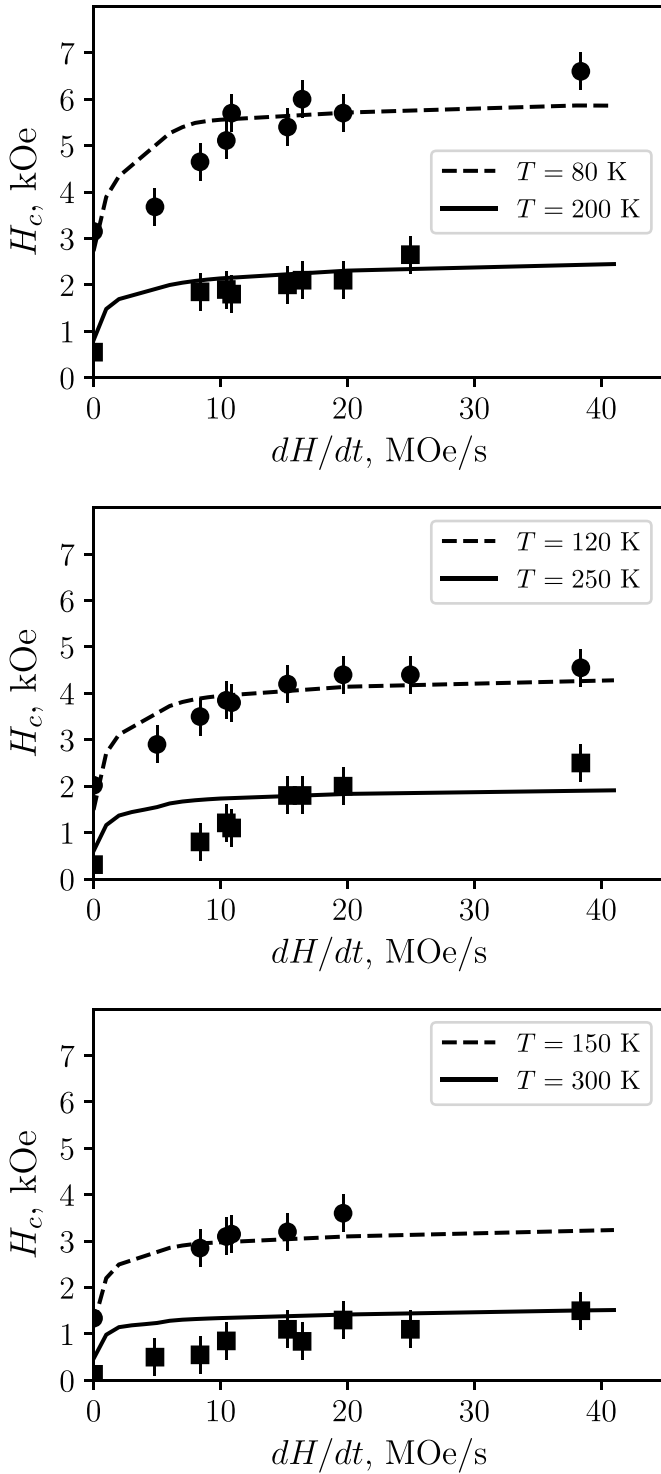 7
6
5
4
3
2
1
0
H_c, kOe
T = 80 K
T = 200 K
0 10 20 30 40
dH/dt, MOe/s
7
6
5
4
3
2
1
0
H_c, kOe
T = 120 K
T = 250 K
0 10 20 30 40
dH/dt, MOe/s
7
6
5
4
3
2
1
0
H_c, kOe
T = 150 K
T = 300 K
0 10 20 30 40
dH/dt, MOe/s